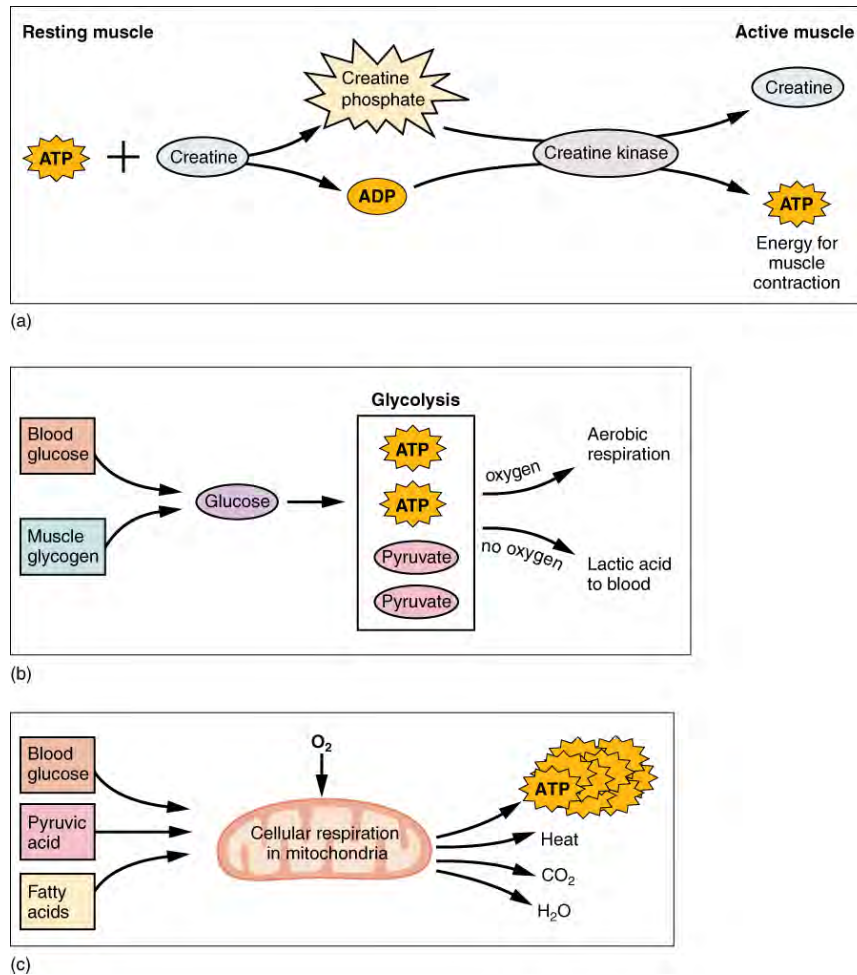 Resting muscle
Active muscle
Creatine
phosphate
Creatine
ATP
+
Creatine
Creatine kinase
ADP
ATP
Energy for
muscle
contraction
(a)
Glycolysis
Blood
glucose
ATP
Aerobic
respiration
oxygen
Glucose
ATP
Muscle
glycogen
no oxygen
Pyruvate
Lactic acid
to blood
Pyruvate
(b)
Blood
glucose
O₂
ATP
Pyruvic
acid
Cellular respiration
in mitochondria
Heat
CO₂
Fatty
acids
H₂O
(c)